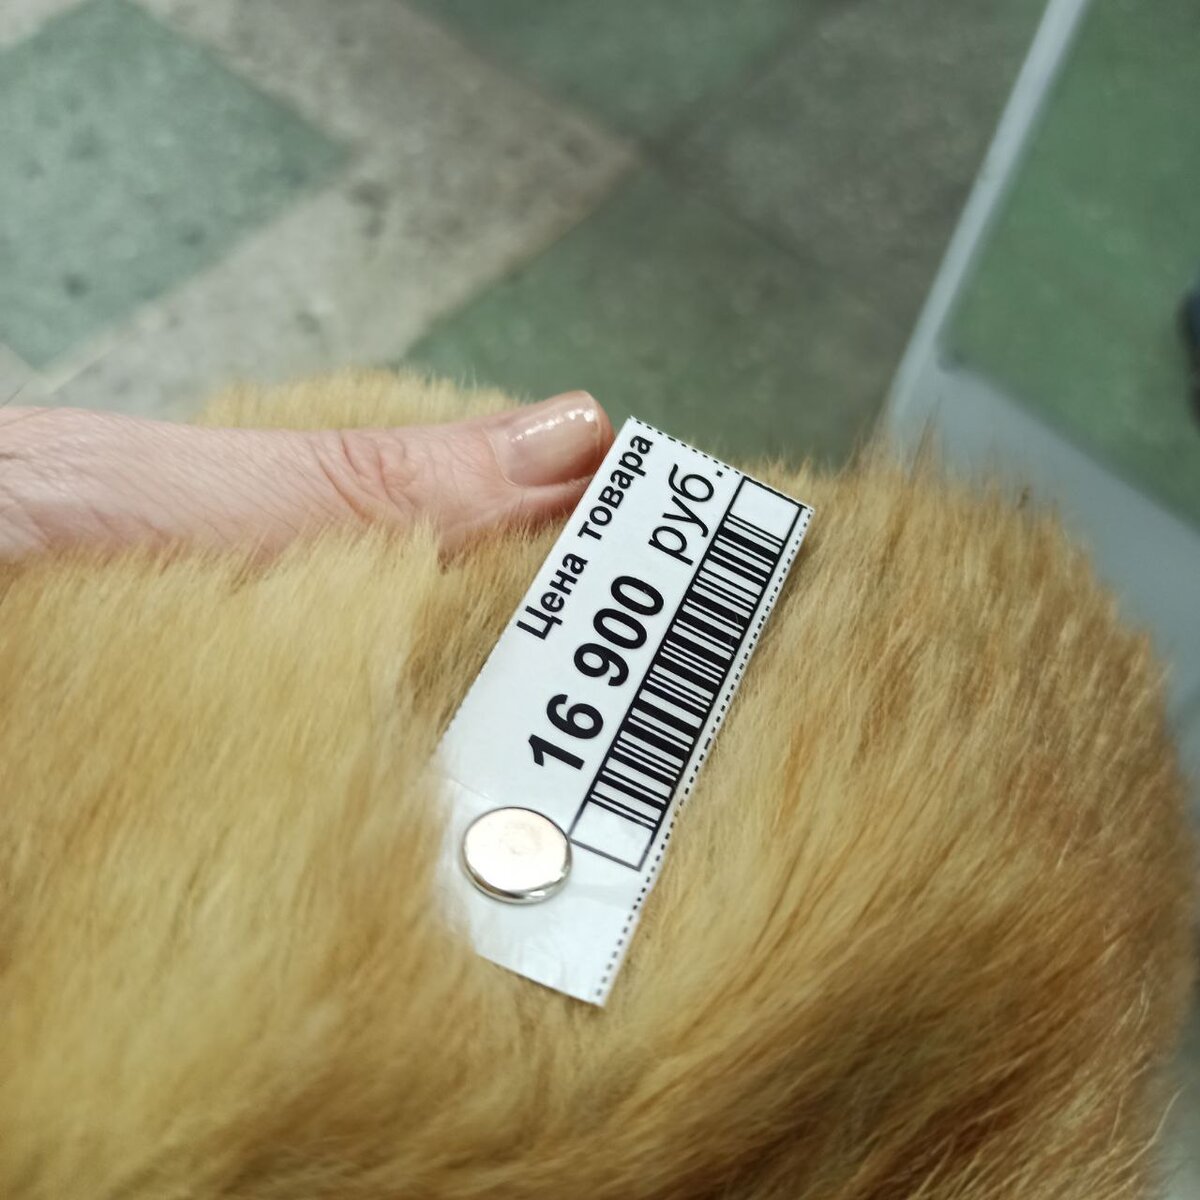 Цена товара
16 900 руб.